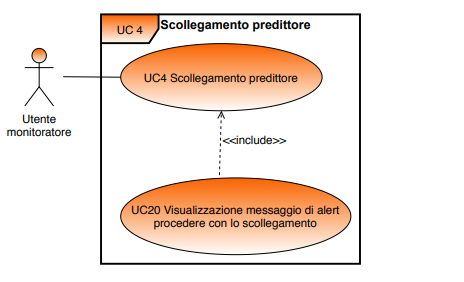 UC 4
Scollegamento predittore
UC4 Scollegamento predittore
Utente
monitoratore
<<include>>
UC20 Visualizzazione messaggio di alert
procedere con lo scollegamento